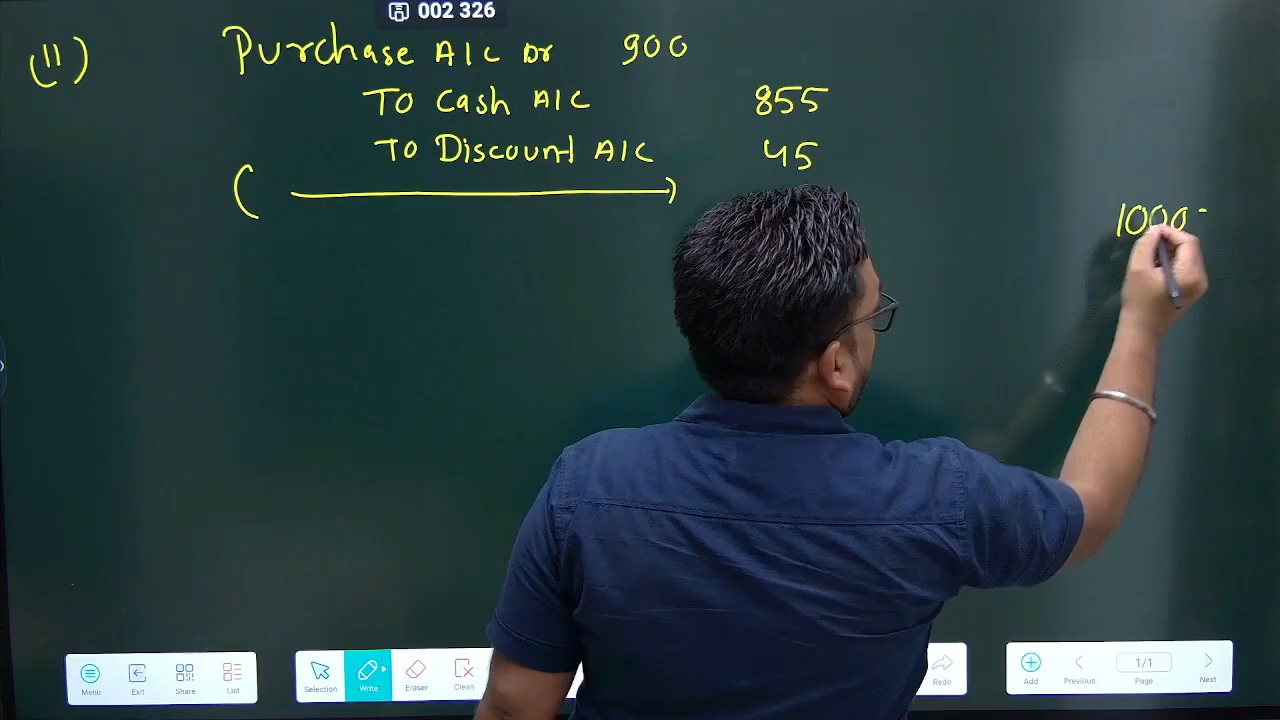 002 326
(11) Purchase A/C Dr 900
To Cash A/C 855
To Discount A/C 45
1000 -
Menu Exit Share List Selection Write Eraser Clean Redo Add Previous 1/1 Page Next